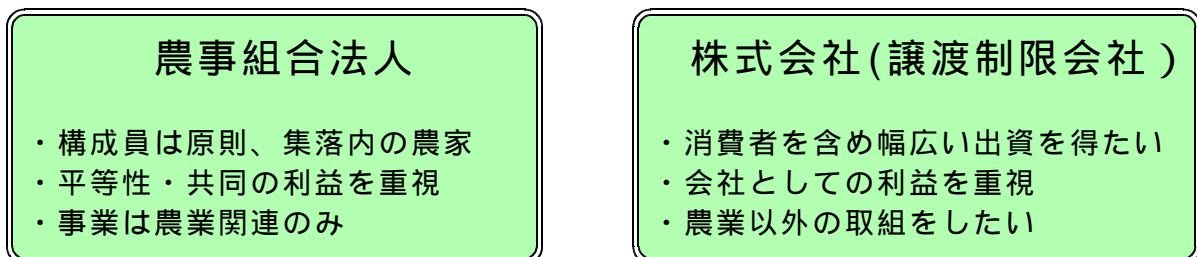 農事組合法人
・構成員は原則、集落内の農家
・平等性・共同の利益を重視
・事業は農業関連のみ
株式会社(譲渡制限会社）
・消費者を含め幅広い出資を得たい
・会社としての利益を重視
・農業以外の取組をしたい